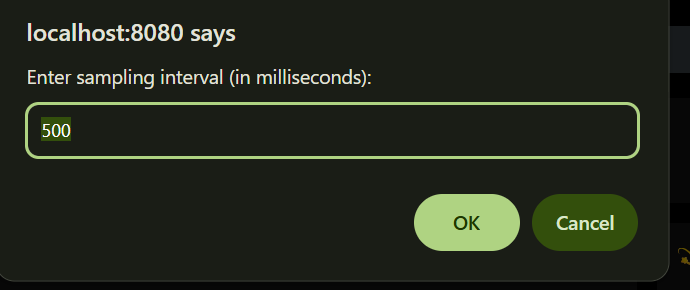 localhost:8080 says
Enter sampling interval (in milliseconds):
500
OK
Cancel